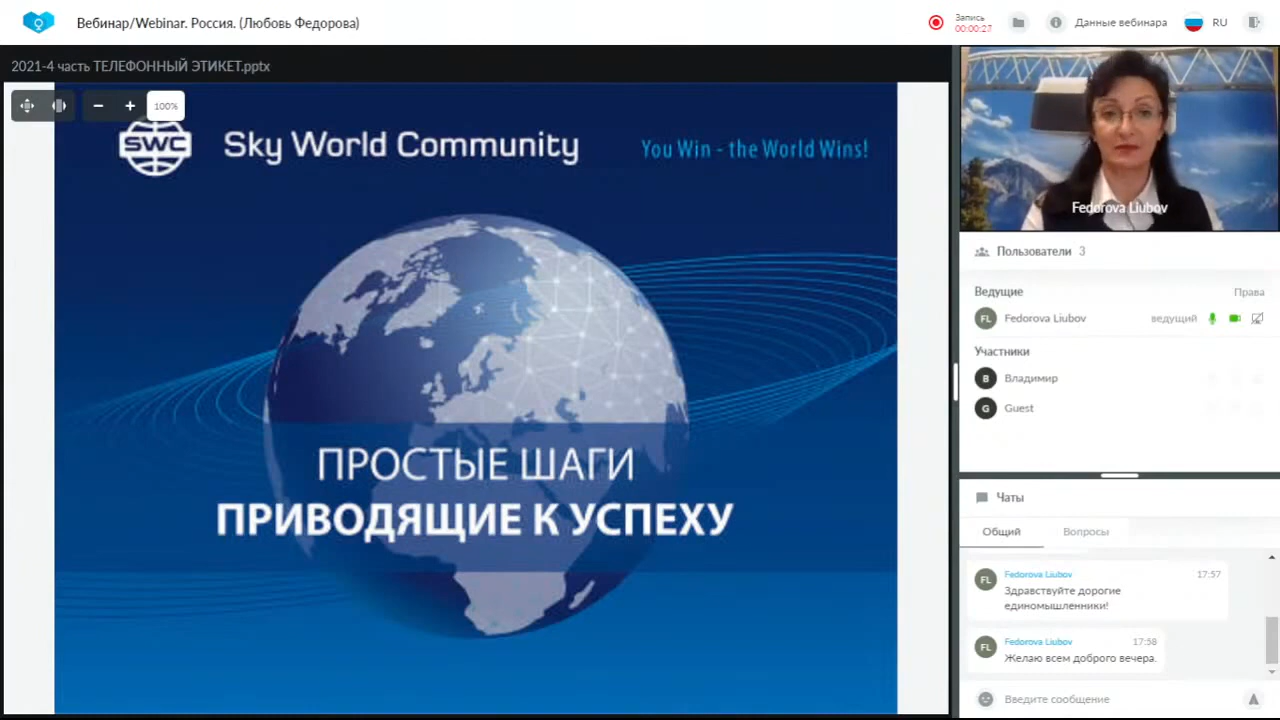 Вебинар/Webinar. Россия. (Любовь Федорова)
Запись
00:00:27
Данные вебинара
RU
2021-4 часть ТЕЛЕФОННЫЙ ЭТИКЕТ.pptx
100%
SWC
Sky World Community
You Win - the World Wins!
ПРОСТЫЕ ШАГИ
ПРИВОДЯЩИЕ К УСПЕХУ
Fedorova Liubov
Пользователи 3
Ведущие
Права
FL
Fedorova Liubov
ведущий
Участники
В
Владимир
G
Guest
Чаты
Общий
Вопросы
FL
Fedorova Liubov
17:57
Здравствуйте дорогие
единомышленники!
FL
Fedorova Liubov
17:58
Желаю всем доброго вечера.
Введите сообщение